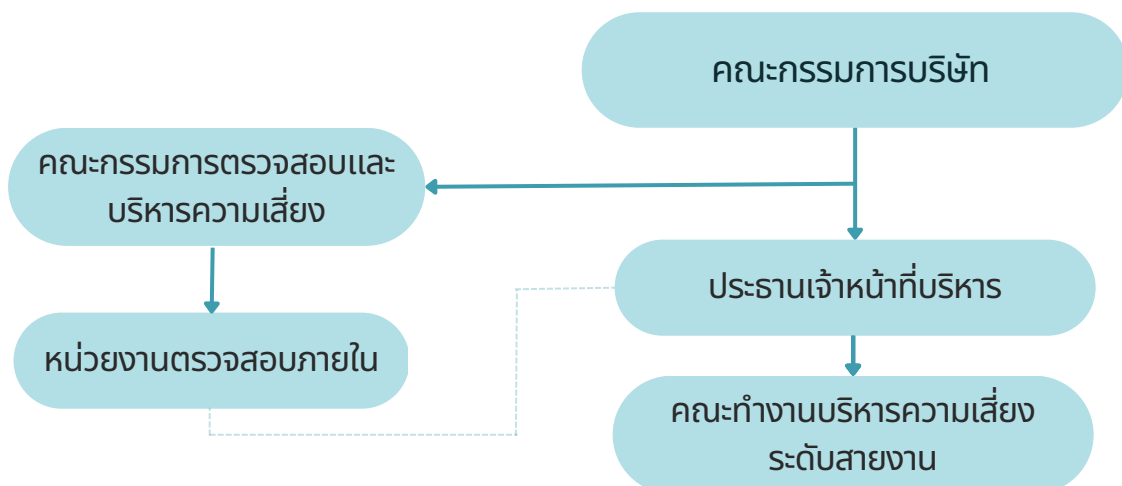 คณะกรรมการบริษัท
คณะกรรมการตรวจสอบและ
บริหารความเสี่ยง
ประธานเจ้าหน้าที่บริหาร
หน่วยงานตรวจสอบภายใน
คณะทำงานบริหารความเสี่ยง
ระดับสายงาน